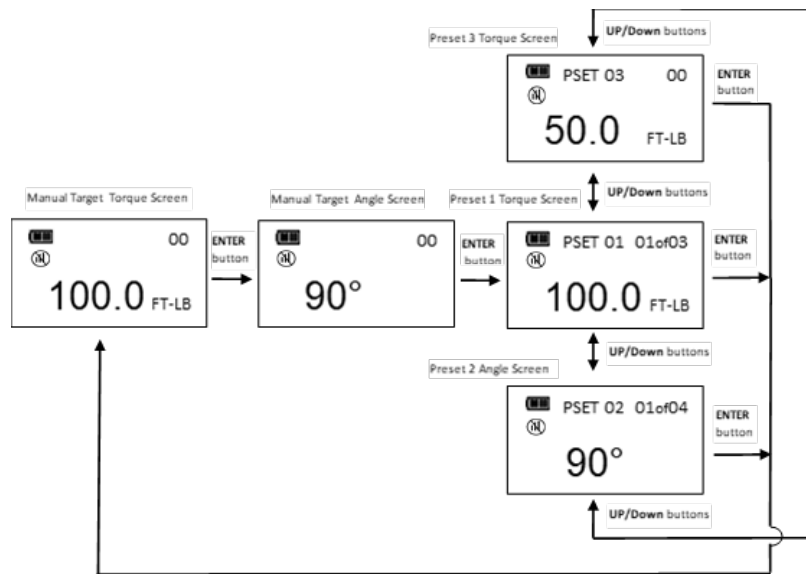 UP/Down buttons
Preset 3 Torque Screen
PSET 03 00
50.0 FT-LB
ENTER
button
UP/Down buttons
Manual Target Torque Screen
00
100.0 FT-LB
ENTER
button
Manual Target Angle Screen
00
90°
ENTER
button
Preset 1 Torque Screen
PSET 01 01of03
100.0 FT-LB
ENTER
button
UP/Down buttons
Preset 2 Angle Screen
PSET 02 01of04
90°
ENTER
button
UP/Down buttons